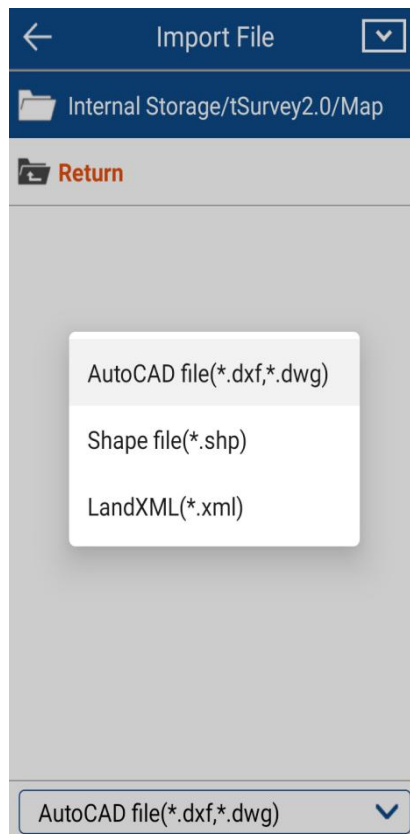 Import File
Internal Storage/tSurvey2.0/Map
Return
AutoCAD file(*.dxf,*.dwg)
Shape file(*.shp)
LandXML(*.xml)
AutoCAD file(*.dxf,*.dwg)